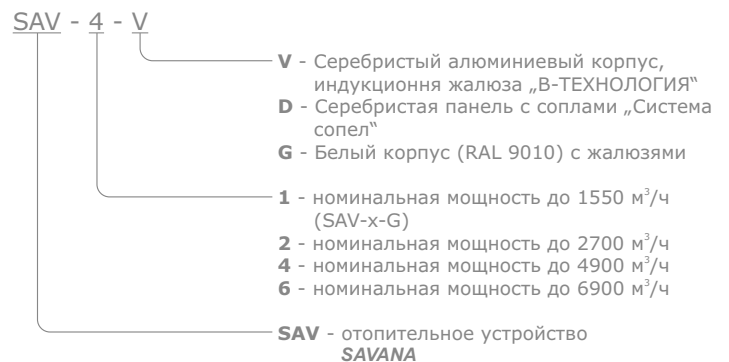 SAV - 4 - V
V - Серебристый алюминиевый корпус,
индукционня жалюза „В-ТЕХНОЛОГИЯ“
D - Серебристая панель с соплами „Система
сопел“
G - Белый корпус (RAL 9010) с жалюзями
1 - номинальная мощность до 1550 м³/ч
(SAV-x-G)
2 - номинальная мощность до 2700 м³/ч
4 - номинальная мощность до 4900 м³/ч
6 - номинальная мощность до 6900 м³/ч
SAV - отопительное устройство
SAVANA